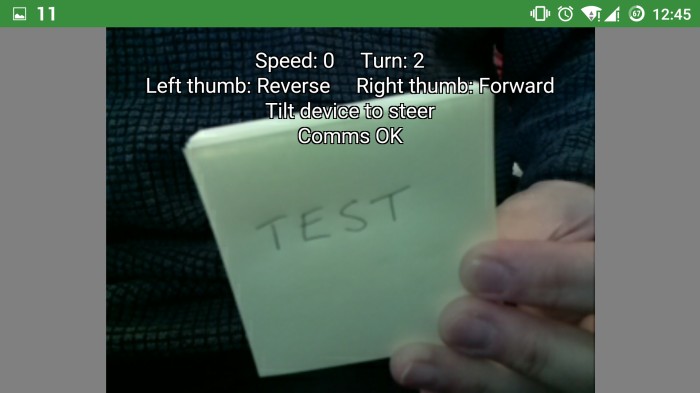 11 67 12:45
Speed: 0 Turn: 2
Left thumb: Reverse Right thumb: Forward
Tilt device to steer
Comms OK
TEST